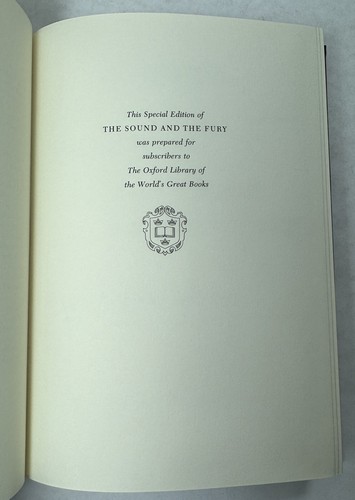 This Special Edition of
THE SOUND AND THE FURY
was prepared for
subscribers to
The Oxford Library of
the World's Great Books